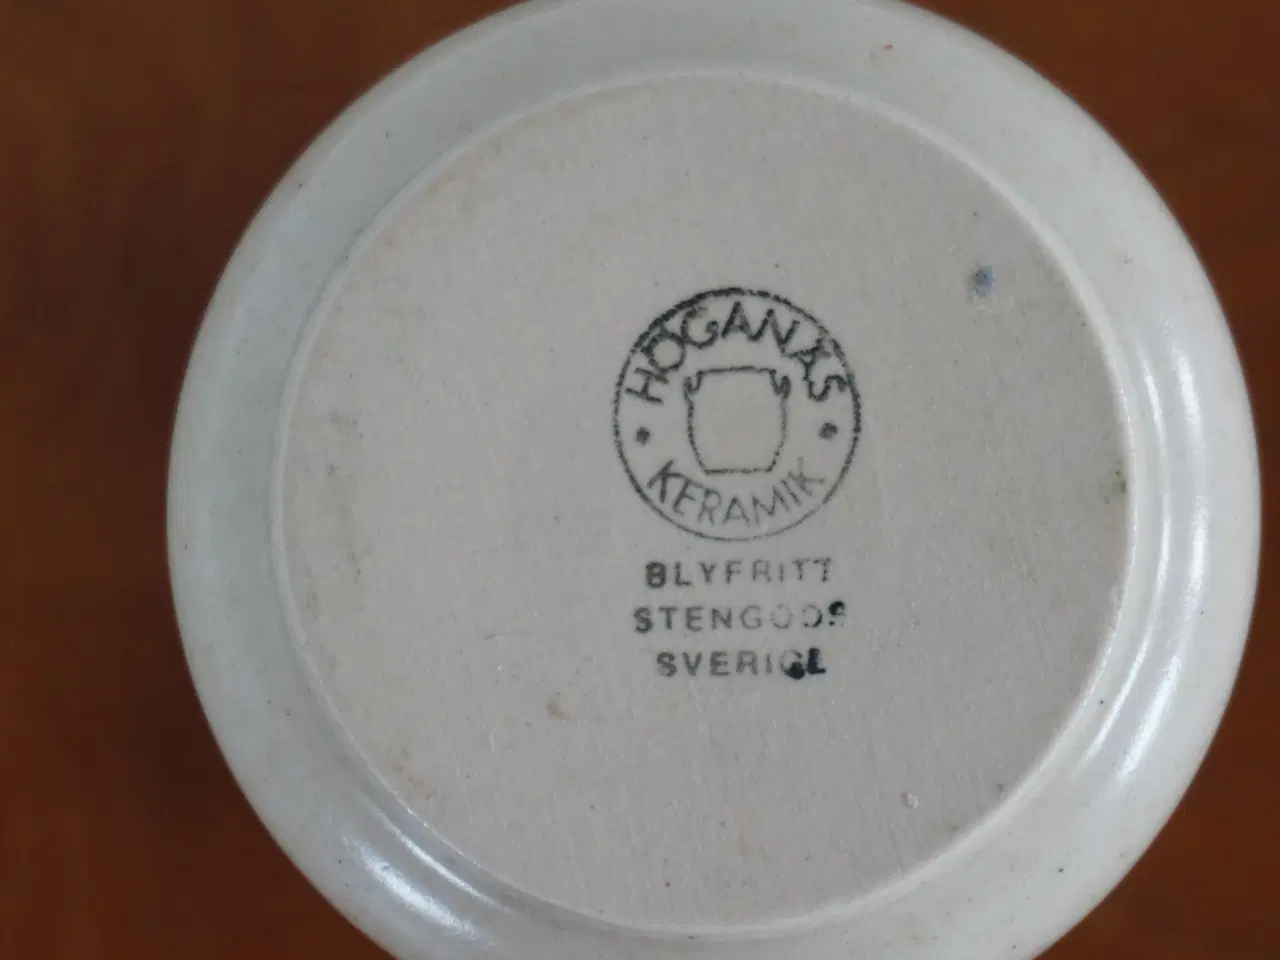 HÖGANÄS
KERAMIK
BLYFRITT
STENGODS
SVERIGE